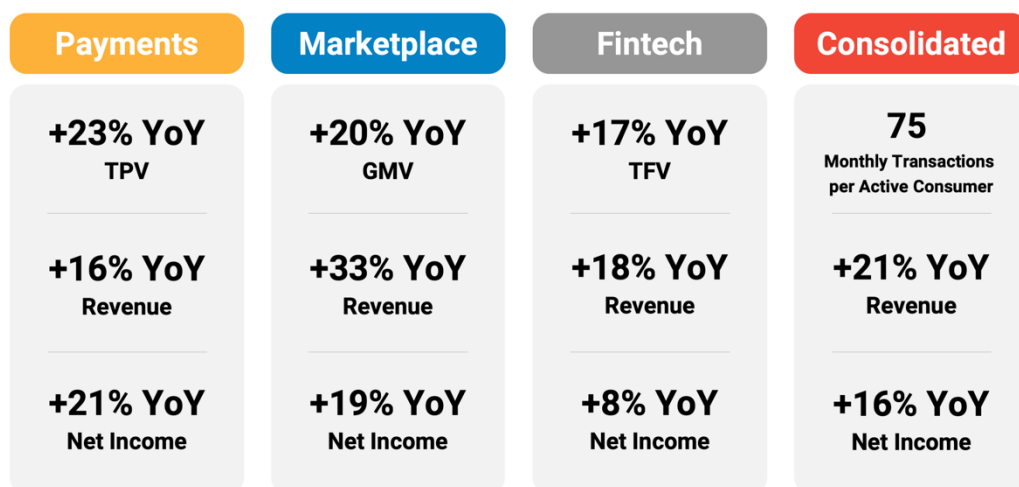 Payments
+23% YoY
TPV
+16% YoY
Revenue
+21% YoY
Net Income
Marketplace
+20% YoY
GMV
+33% YoY
Revenue
+19% YoY
Net Income
Fintech
+17% YoY
TFV
+18% YoY
Revenue
+8% YoY
Net Income
Consolidated
75
Monthly Transactions
per Active Consumer
+21% YoY
Revenue
+16% YoY
Net Income